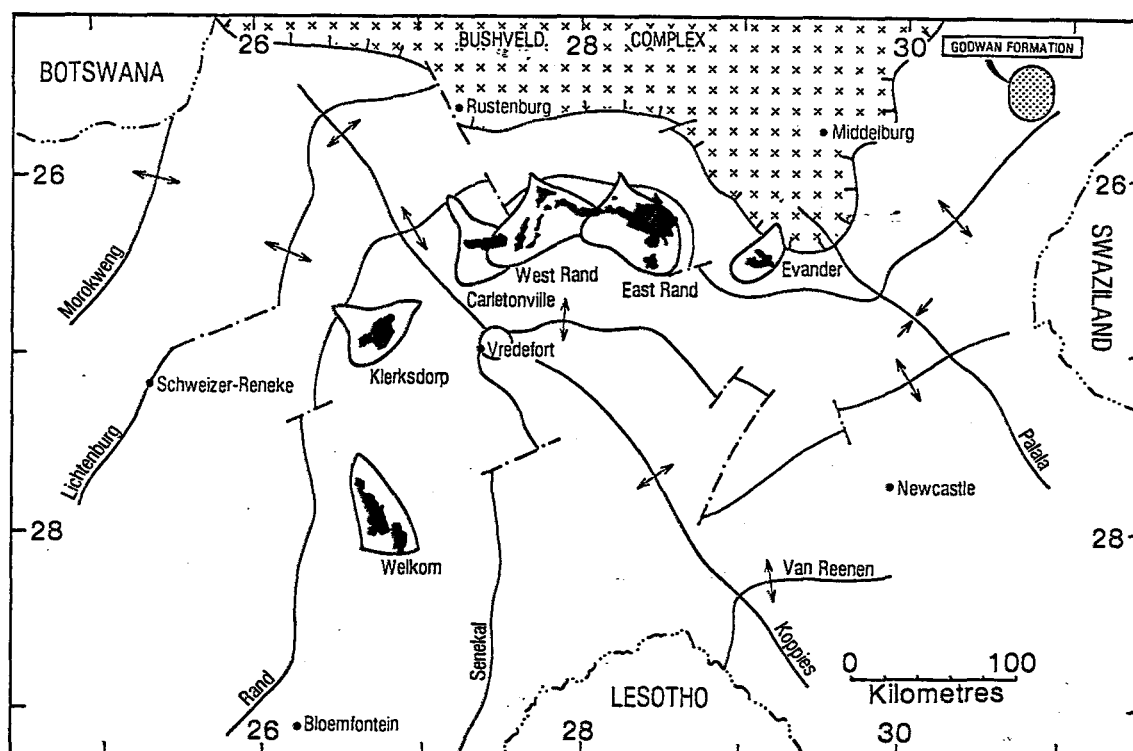 26
28
30
BUSHVELD COMPLEX
GODWAN FORMATION
BOTSWANA
Rustenburg
Middelburg
26
26
SWAZILAND
Morokweng
West Rand
Carletonville
East Rand
Evander
Klerksdorp
Vredefort
Schweizer-Reneke
Lichtenburg
Palala
Newcastle
28
28
Welkom
Van Reenen
Senekal
Koppies
Rand
LESOTHO
0 100
Kilometres
Bloemfontein
26
28
30